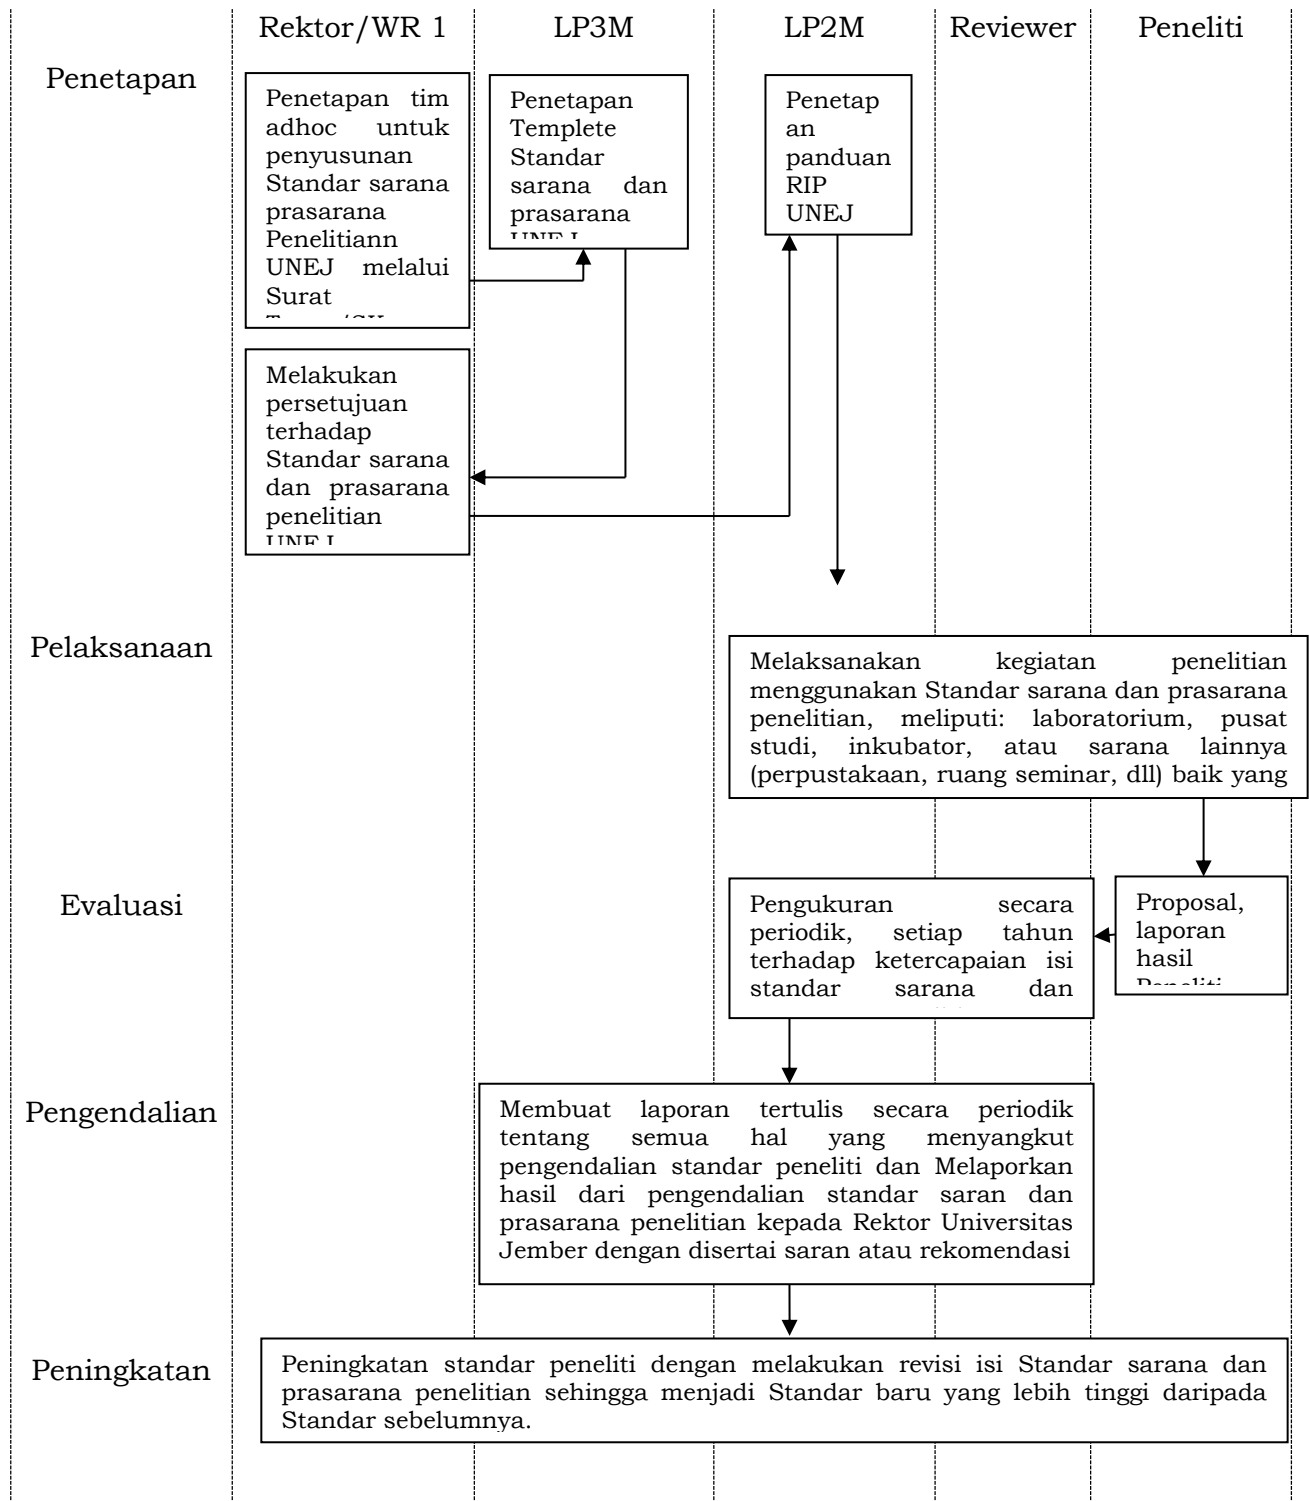 Rektor/WR 1 LP3M LP2M Reviewer Peneliti
Penetapan
Penetapan tim
adhoc untuk
penyusunan
Standar sarana
prasarana
Penelitiann
UNEJ melalui
Surat
Penetapan
Templete
Standar
sarana dan
prasarana
UNEJ
Penetap
an
panduan
RIP
UNEJ
Melakukan
persetujuan
terhadap
Standar sarana
dan prasarana
penelitian
UNEJ
Pelaksanaan
Melaksanakan kegiatan penelitian
menggunakan Standar sarana dan prasarana
penelitian, meliputi: laboratorium, pusat
studi, inkubator, atau sarana lainnya
(perpustakaan, ruang seminar, dll) baik yang
Evaluasi
Pengukuran secara
periodik, setiap tahun
terhadap ketercapaian isi
standar sarana dan
Proposal,
laporan
hasil
Peneliti
Pengendalian
Membuat laporan tertulis secara periodik
tentang semua hal yang menyangkut
pengendalian standar peneliti dan Melaporkan
hasil dari pengendalian standar saran dan
prasarana penelitian kepada Rektor Universitas
Jember dengan disertai saran atau rekomendasi
Peningkatan
Peningkatan standar peneliti dengan melakukan revisi isi Standar sarana dan
prasarana penelitian sehingga menjadi Standar baru yang lebih tinggi daripada
Standar sebelumnya.